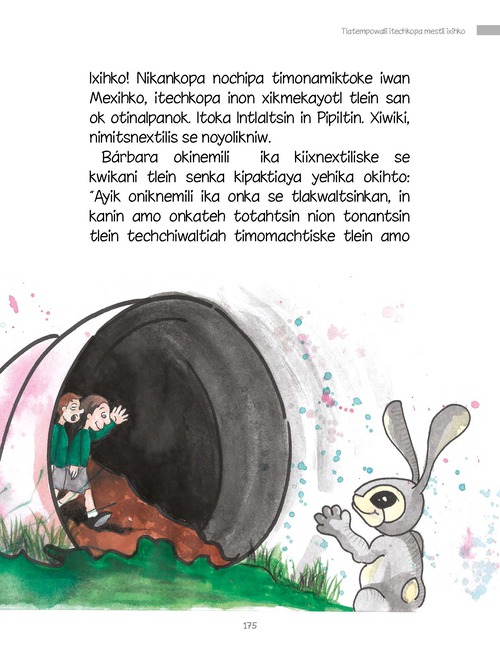 Tlatempowalli itechkopa mestli ixihko
Ixihko! Nikankopa nochipa timonamiktoke iwan
Mexihko, itechkopa inon xikmekayotl tlein san
ok otinalpanok. Itoka Intlaltsin in Pipiltin. Xiwiki,
nimitsnextilis se noyolikniw.
Bárbara okinemili ika kiixnextiliske se
kwikani tlein senka kipaktiaya yehika okihto:
“Ayik oniknemili ika onka se tlakwaltsinkan, in
kanin amo onkateh totahtsin nion tonantsin
tlein techchiwaltiah timomachtiske tlein amo
175